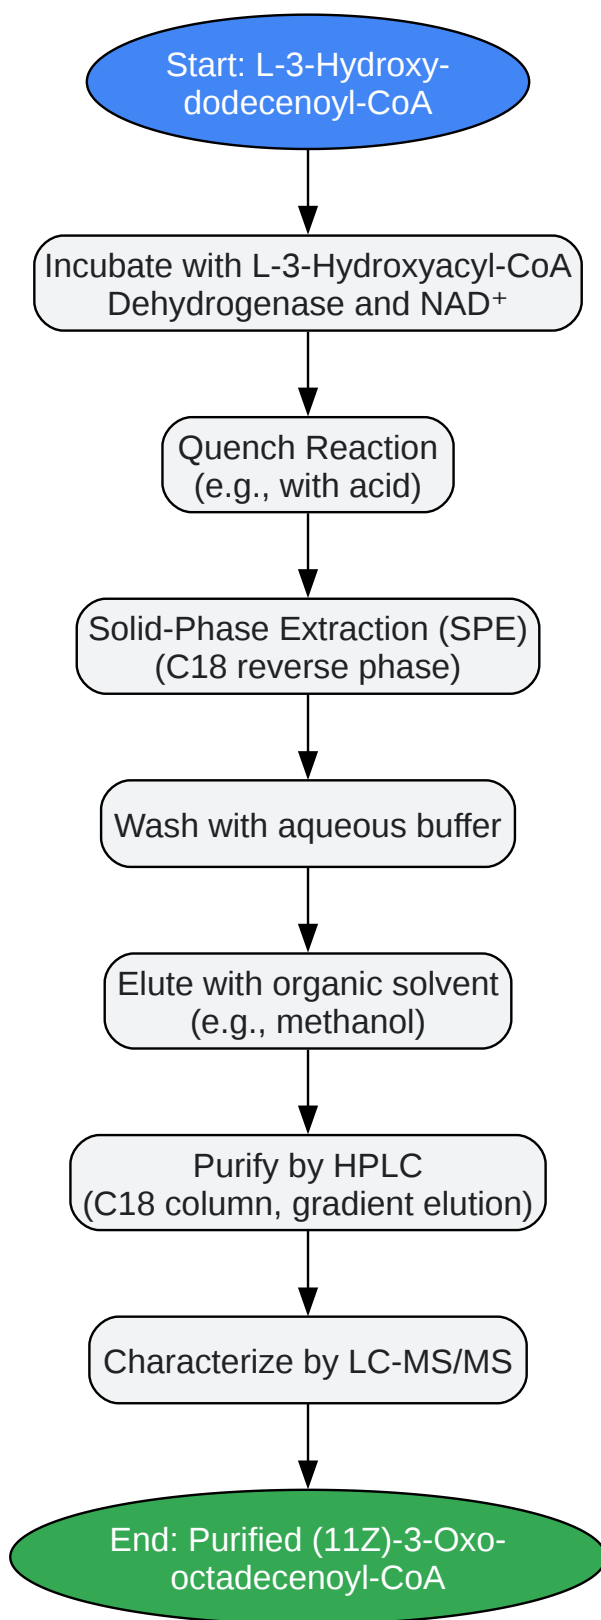 Start: L-3-Hydroxy-
dodecenoyl-CoA
Incubate with L-3-Hydroxyacyl-CoA
Dehydrogenase and NAD⁺
Quench Reaction
(e.g., with acid)
Solid-Phase Extraction (SPE)
(C18 reverse phase)
Wash with aqueous buffer
Elute with organic solvent
(e.g., methanol)
Purify by HPLC
(C18 column, gradient elution)
Characterize by LC-MS/MS
End: Purified (11Z)-3-Oxo-
octadecenoyl-CoA